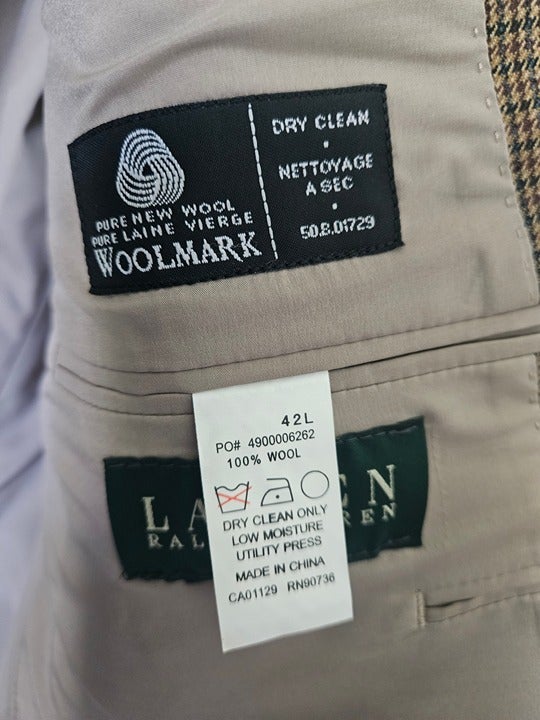 PURE NEW WOOL
PURE LAINE VIERGE
WOOLMARK
DRY CLEAN
•
NETTOYAGE
A SEC
•
50.8.01729
42L
PO# 4900006262
100% WOOL
DRY CLEAN ONLY
LOW MOISTURE
UTILITY PRESS
MADE IN CHINA
CA01129 RN90736